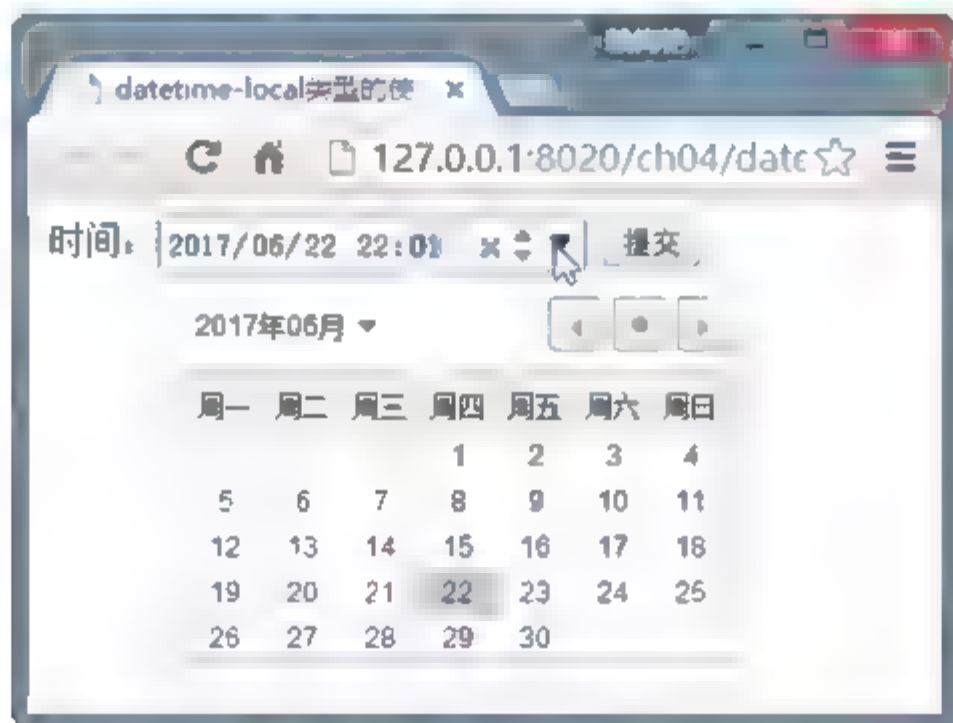 datetime-local类型的使
127.0.0.1:8020/ch04/date
时间: 2017/06/22 22:01 提交
2017年06月
周一 周二 周三 周四 周五 周六 周日
1 2 3 4
5 6 7 8 9 10 11
12 13 14 15 16 17 18
19 20 21 22 23 24 25
26 27 28 29 30